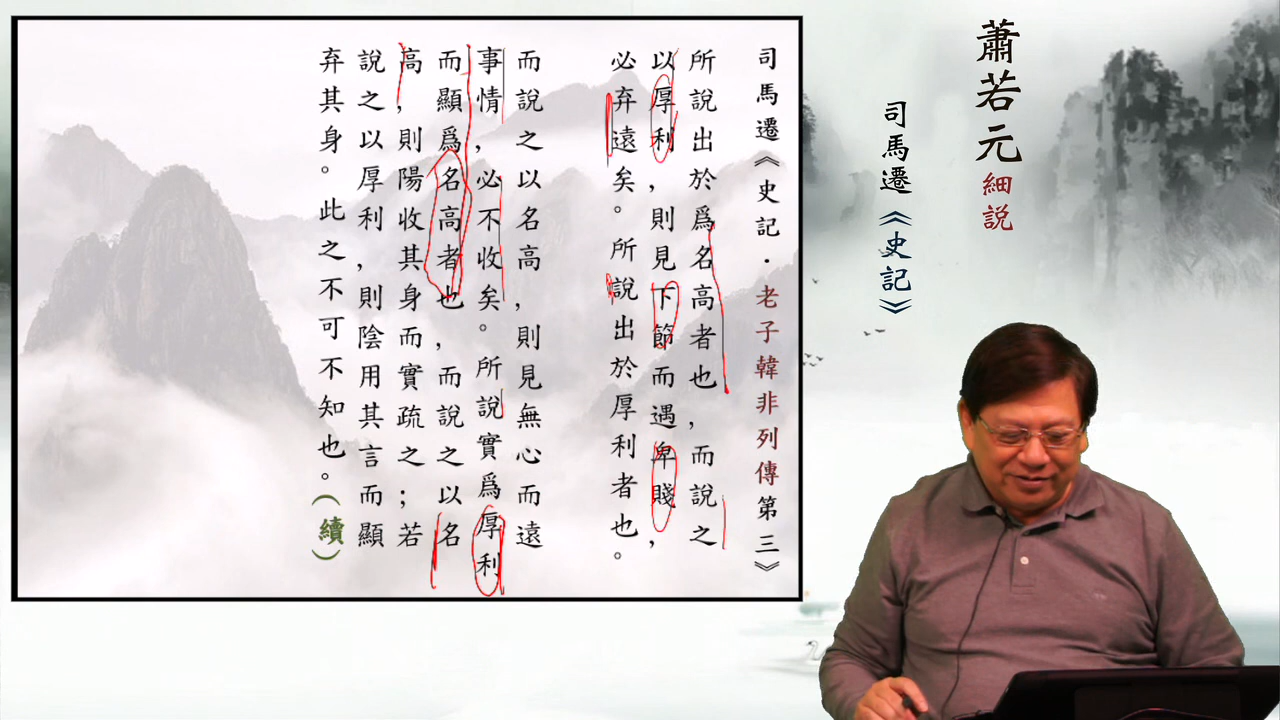 蕭若元
細說
司馬遷《史記》
司馬遷《史記·老子韓非列傳第三》
所說出於爲名高者也,而說之
以厚利,則見下節而遇卑賤,
必弃遠矣。所說出於厚利者也。
而說之以名高,則見無心而遠
事情,必不收矣。所說實爲厚利
而顯爲名高者也,而說之以名
高,則陽收其身而實疏之;若
說之以厚利,則陰用其言而顯
弃其身。此之不可不知也。(續)